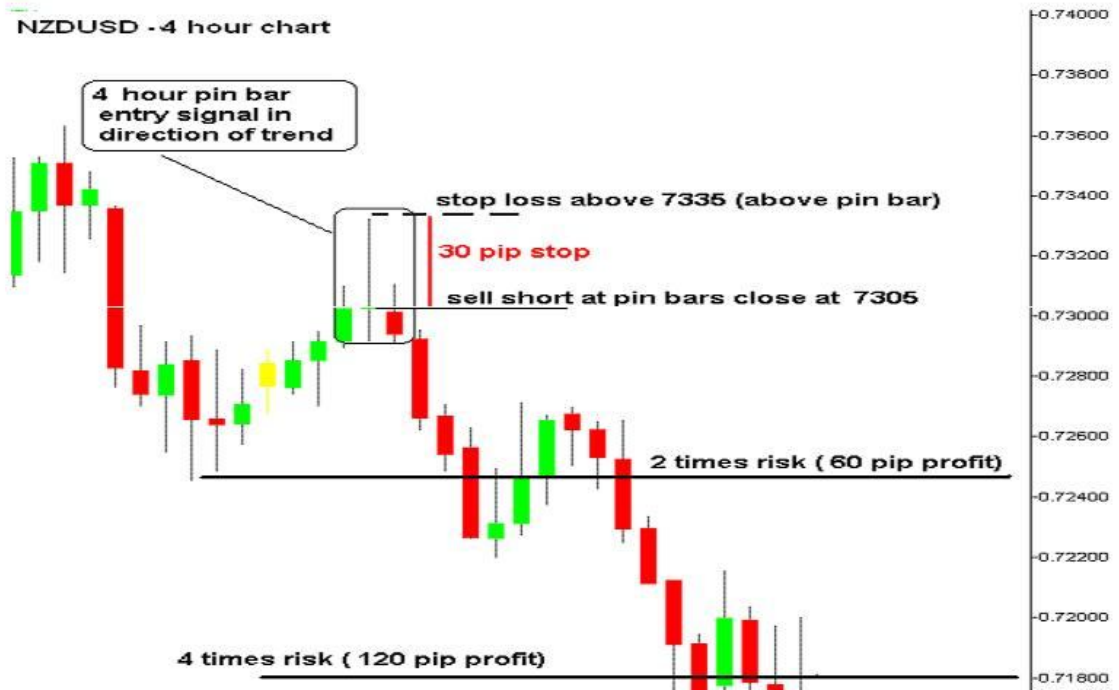 NZDUSD - 4 hour chart
4 hour pin bar
entry signal in
direction of trend
stop loss above 7335 (above pin bar)
30 pip stop
sell short at pin bars close at 7305
2 times risk ( 60 pip profit)
4 times risk ( 120 pip profit)
0.74000
0.73800
0.73600
0.73400
0.73200
0.73000
0.72800
0.72600
0.72400
0.72200
0.72000
0.71800